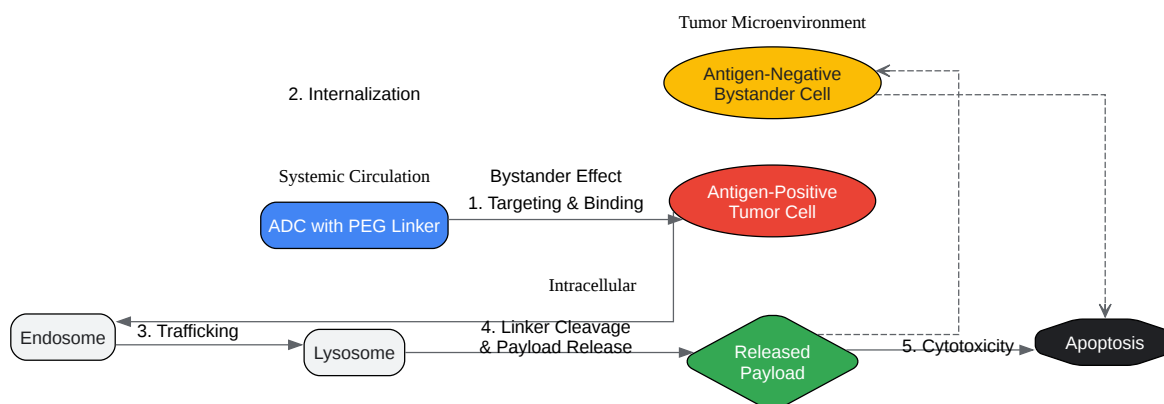 Tumor Microenvironment
Antigen-Negative
Bystander Cell
2. Internalization
Systemic Circulation
Bystander Effect
1. Targeting & Binding
Antigen-Positive
Tumor Cell
ADC with PEG Linker
Intracellular
Endosome
3. Trafficking
Lysosome
4. Linker Cleavage
& Payload Release
Released
Payload
5. Cytotoxicity
Apoptosis